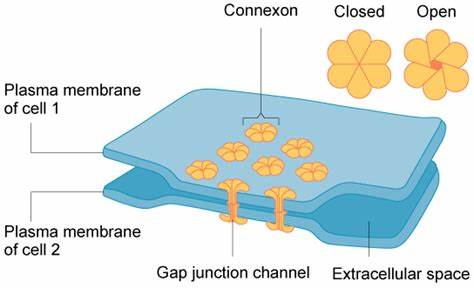 Connexon
Closed
Open
Plasma membrane
of cell 1
Plasma membrane
of cell 2
Gap junction channel
Extracellular space